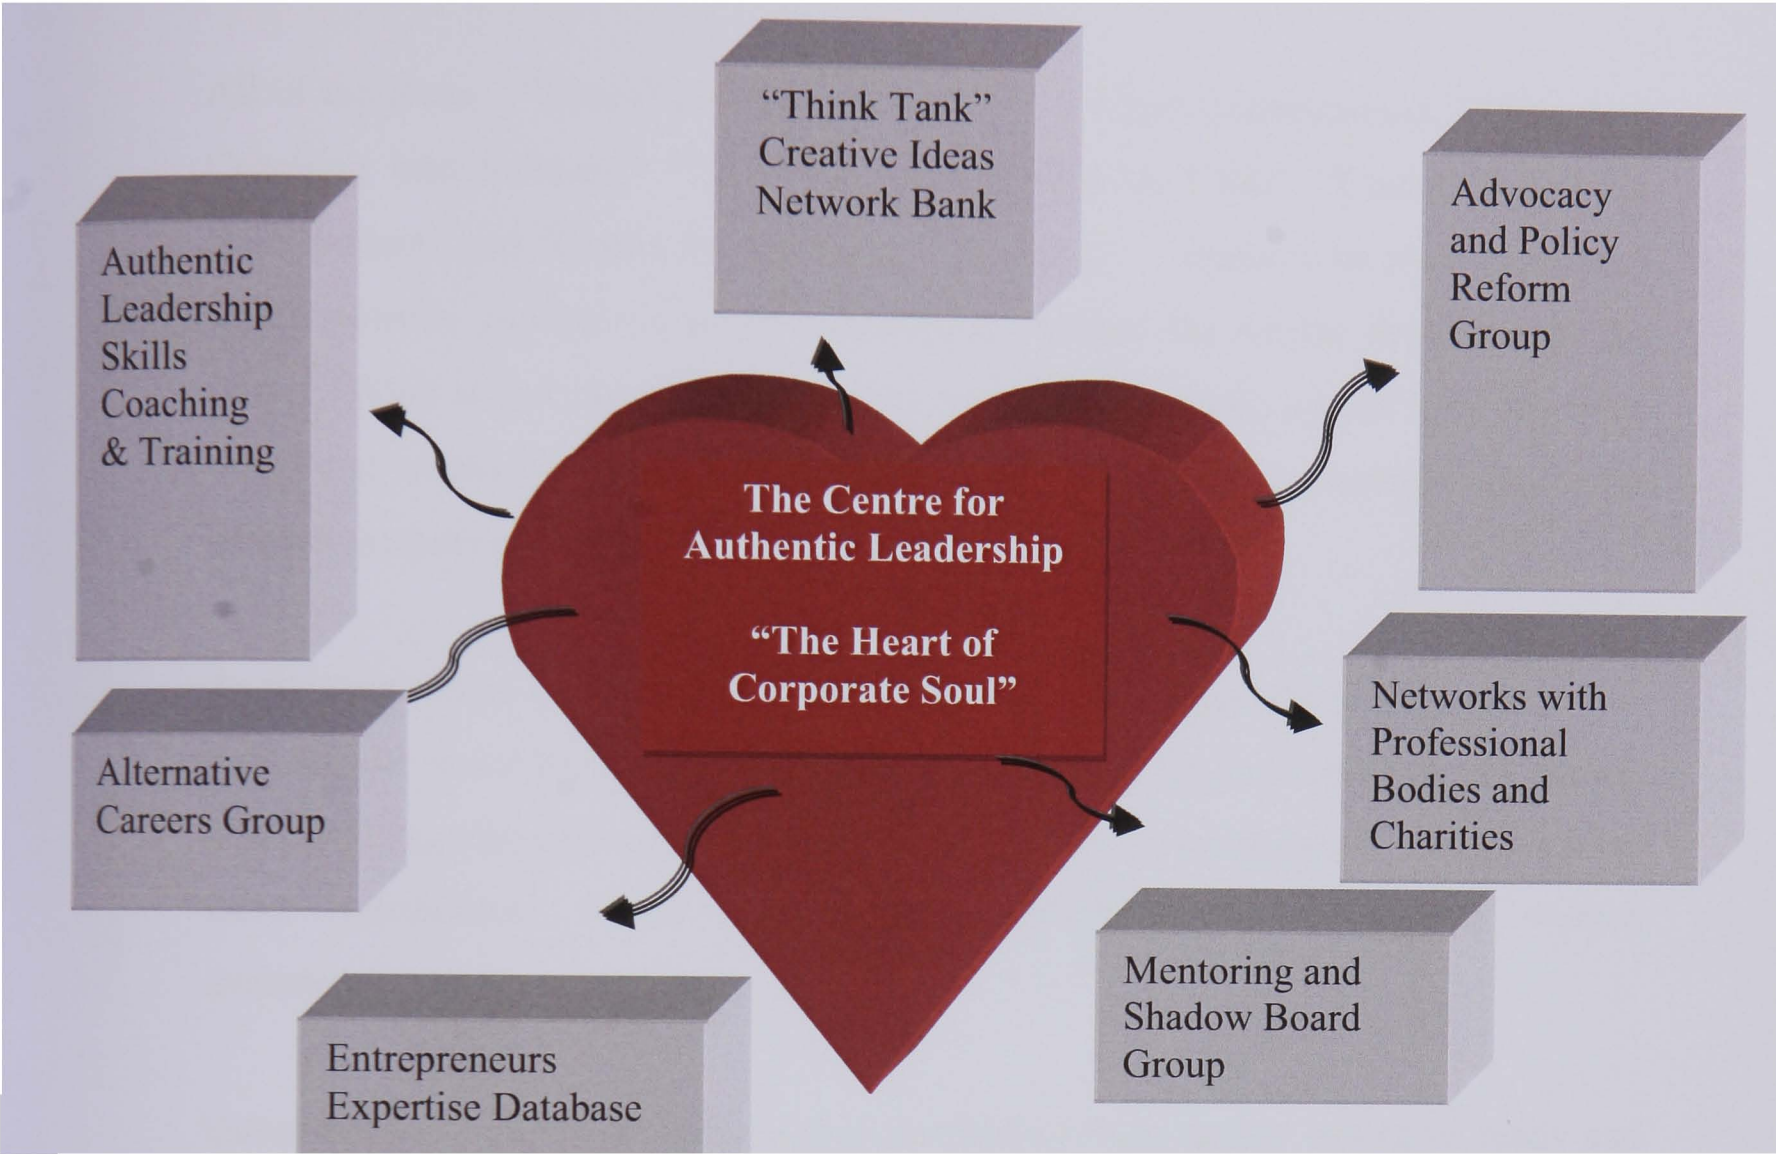 “Think Tank”
Creative Ideas
Network Bank
Advocacy
and Policy
Reform
Group
Authentic
Leadership
Skills
Coaching
& Training
The Centre for
Authentic Leadership
“The Heart of
Corporate Soul”
Networks with
Professional
Bodies and
Charities
Alternative
Careers Group
Mentoring and
Shadow Board
Group
Entrepreneurs
Expertise Database